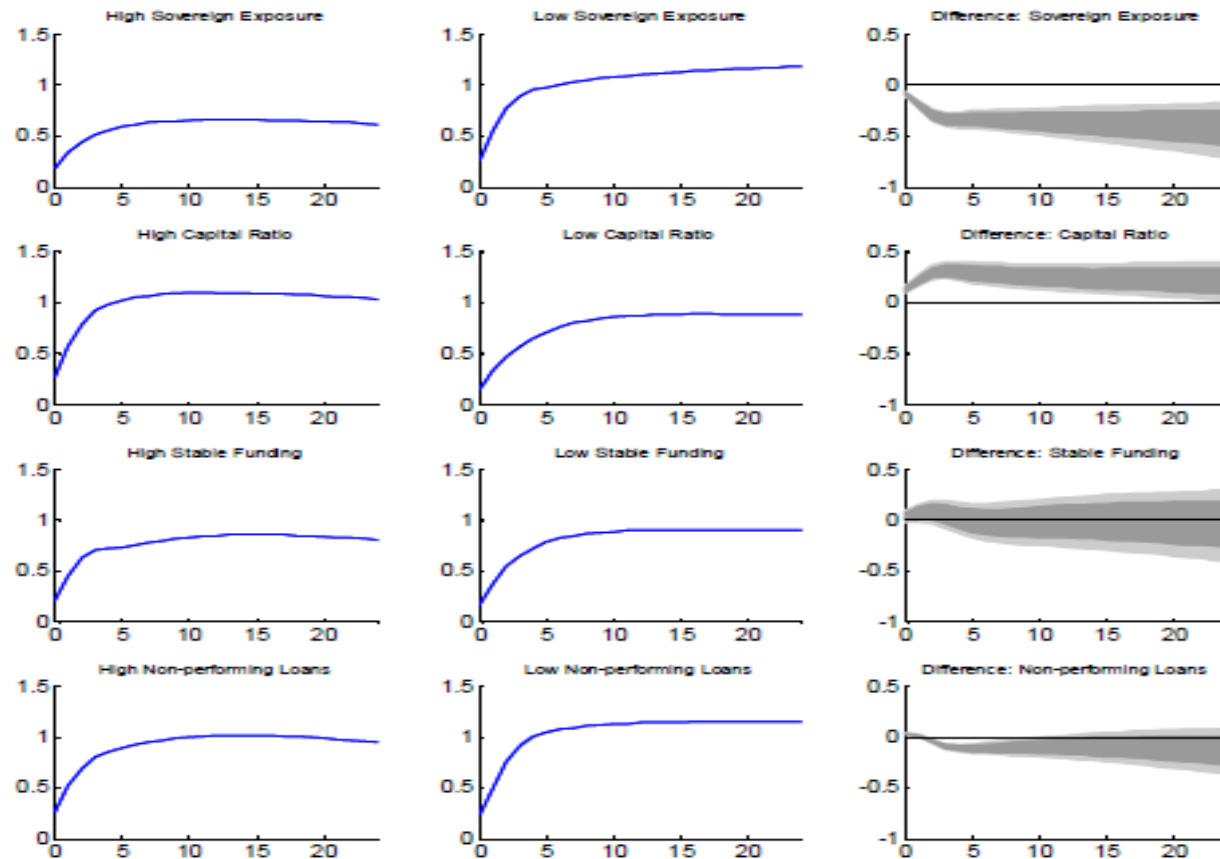 High Sovereign Exposure
Low Sovereign Exposure
Difference: Sovereign Exposure
1.5
1
0.5
0
0 5 10 15 20
1.5
1
0.5
0
0 5 10 15 20
0.5
0
-0.5
-1
0 5 10 15 20
High Capital Ratio
Low Capital Ratio
Difference: Capital Ratio
1.5
1
0.5
0
0 5 10 15 20
1.5
1
0.5
0
0 5 10 15 20
0.5
0
-0.5
-1
0 5 10 15 20
High Stable Funding
Low Stable Funding
Difference: Stable Funding
1.5
1
0.5
0
0 5 10 15 20
1.5
1
0.5
0
0 5 10 15 20
0.5
0
-0.5
-1
0 5 10 15 20
High Non-performing Loans
Low Non-performing Loans
Difference: Non-performing Loans
1.5
1
0.5
0
0 5 10 15 20
1.5
1
0.5
0
0 5 10 15 20
0.5
0
-0.5
-1
0 5 10 15 20